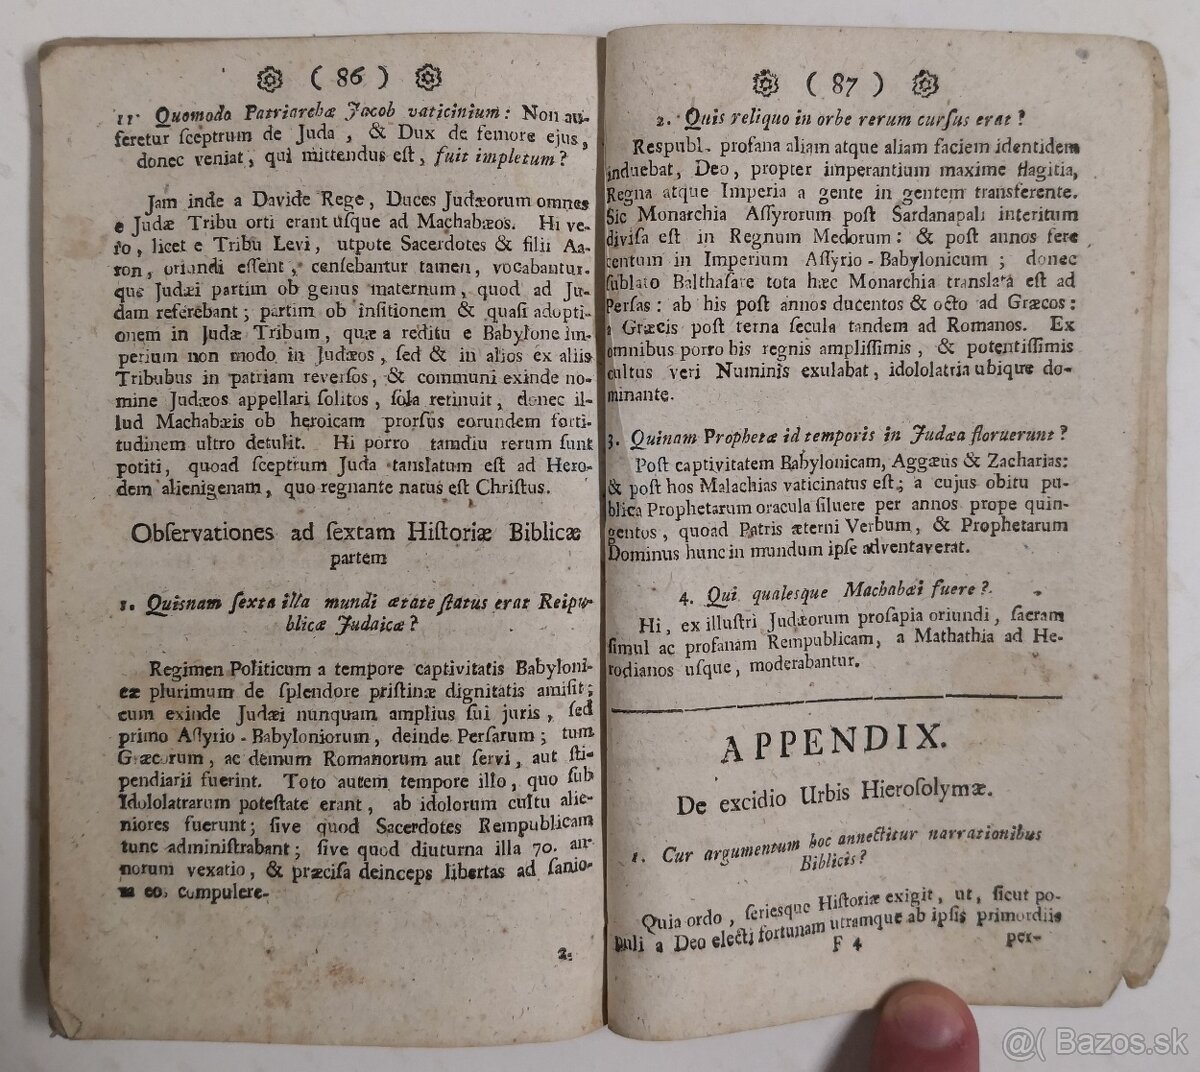 ( 86 )
11 Quomodo Patriarchæ Jacob vaticinium: Non au-
feretur ſceptrum de Juda, & Dux de femore ejus,
donec veniat, qui mittendus eſt, fuit impletum?
Jam inde a Davide Rege, Duces Judæorum omnes
e Judæ Tribu orti erant uſque ad Machabæos. Hi ve-
ro, licet e Tribu Levi, utpote Sacerdotes & filii Aa-
ron, oriundi eſſent, cenſebantur tamen, vocabantur-
que Judæi partim ob genus maternum, quod ad Ju-
dam referebant; partim ob inſitionem & quaſi adopti-
onem in Judæ Tribum, quæ a reditu e Babylone im-
perium non modo in Judæos, ſed & in alios ex aliis
Tribubus in patriam reverſos, & communi exinde no-
mine Judæos appellari ſolitos, ſola retinuit, donec il-
lud Machabæis ob heroicam prorſus eorundem forti-
tudinem ultro detulit. Hi porro tamdiu rerum ſunt
potiti, quoad ſceptrum Juda tanslatum eſt ad Hero-
dem alienigenam, quo regnante natus eſt Chriſtus.
Obſervationes ad ſextam Hiſtoriæ Biblicæ
partem
1. Quisnam ſexta illa mundi ætate ſtatus erat Reipu-
blicæ Judaicæ?
Regimen Politicum a tempore captivitatis Babyloni-
cæ plurimum de ſplendore priſtinæ dignitatis amiſit;
cum exinde Judæi nunquam amplius ſui juris, ſed
primo Aſſyrio-Babyloniorum, deinde Perſarum; tum
Græcorum, ac demum Romanorum aut ſervi, aut ſti-
pendiarii fuerint. Toto autem tempore illo, quo ſub
Idololatrarum poteſtate erant, ab idolorum cultu alie-
niores fuerunt; ſive quod Sacerdotes Rempublicam
tunc adminiſtrabant; ſive quod diuturna illa 70. an-
norum vexatio, & præciſa deinceps libertas ad ſanio-
ra eos compulere.
2.
( 87 )
2. Quis reliquo in orbe rerum curſus erat?
Respubl. profana aliam atque aliam faciem identidem
induebat, Deo, propter imperantium maxime flagitia,
Regna atque Imperia a gente in gentem transferente.
Sic Monarchia Aſſyrorum poſt Sardanapali interitum
diviſa eſt in Regnum Medorum: & poſt annos fere
centum in Imperium Aſſyrio-Babylonicum; donec
ſublato Balthaſare tota hæc Monarchia translata eſt ad
Perſas: ab his poſt annos ducentos & octo ad Græcos:
a Græcis poſt terna ſecula tandem ad Romanos. Ex
omnibus porro his regnis ampliſſimis, & potentiſſimis
cultus veri Numinis exulabat, idololatria ubique do-
minante.
3. Quinam Prophetæ id temporis in Judæa floruerunt?
Poſt captivitatem Babylonicam, Aggæus & Zacharias:
& poſt hos Malachias vaticinatus eſt; a cujus obitu pu-
blica Prophetarum oracula ſiluere per annos prope quin-
gentos, quoad Patris æterni Verbum, & Prophetarum
Dominus hunc in mundum ipſe adventaverat.
4. Qui qualesque Machabæi fuere?
Hi, ex illuſtri Judæorum proſapia oriundi, ſacram
ſimul ac profanam Rempublicam, a Mathathia ad He-
rodianos uſque, moderabantur.
APPENDIX.
De excidio Urbis Hieroſolymæ.
1. Cur argumentum hoc annectitur narrationibus
Biblicis?
Quia ordo, ſeriesque Hiſtoriæ exigit, ut, ſicut po-
puli a Deo electi fortunam utramque ab ipſis primordiis
F 4
per-
@( Bazos.sk